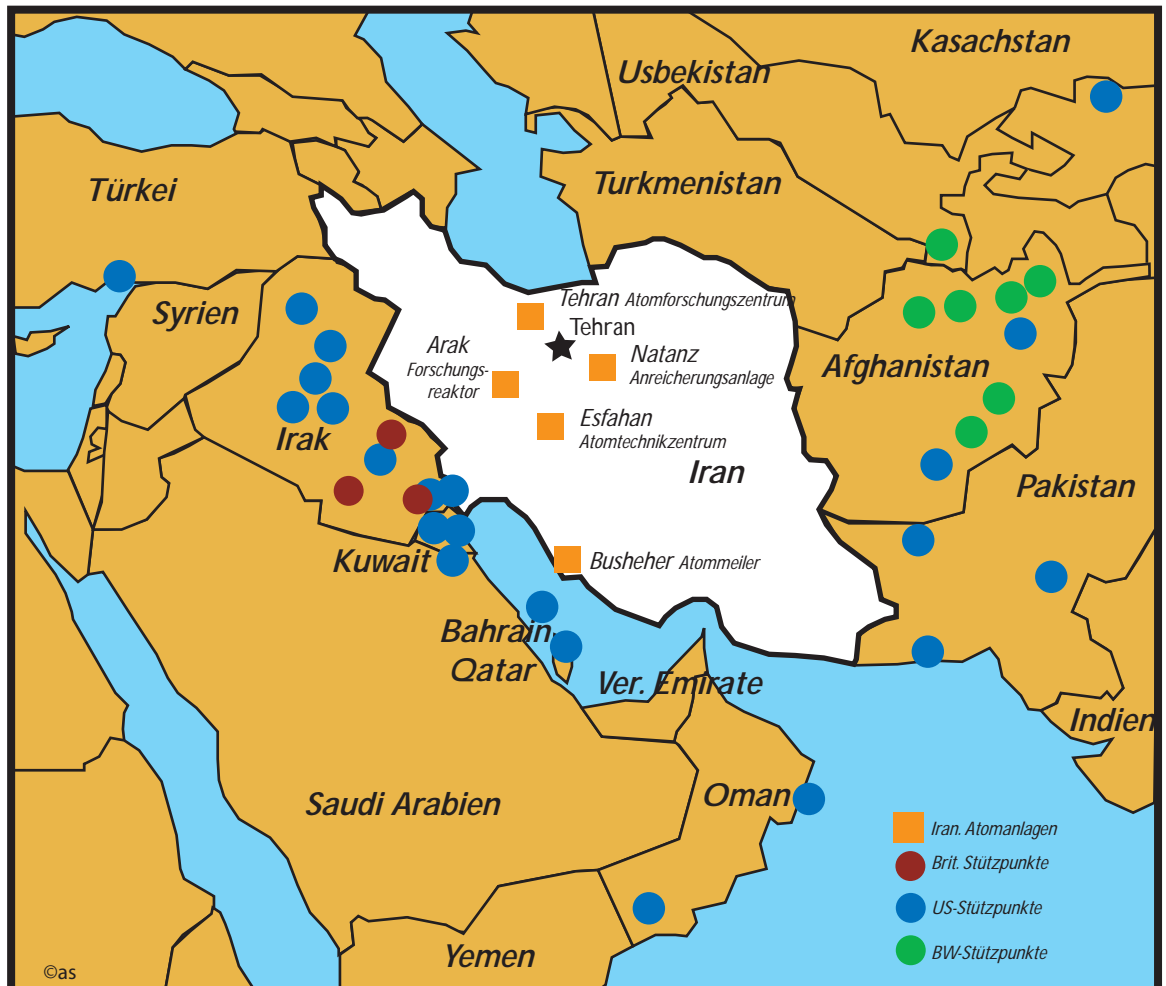 Kasachstan
Usbekistan
Türkei
Turkmenistan
Syrien
Tehran Atomforschungszentrum
Tehran
Arak
Forschungs-
reaktor
Natanz
Anreicherungsanlage
Afghanistan
Esfahan
Atomtechnikzentrum
Irak
Iran
Pakistan
Kuwait
Busheher Atommeiler
Bahrain
Qatar
Ver. Emirate
Indien
Saudi Arabien
Oman
Iran. Atomanlagen
Brit. Stützpunkte
US-Stützpunkte
BW-Stützpunkte
Yemen
©as